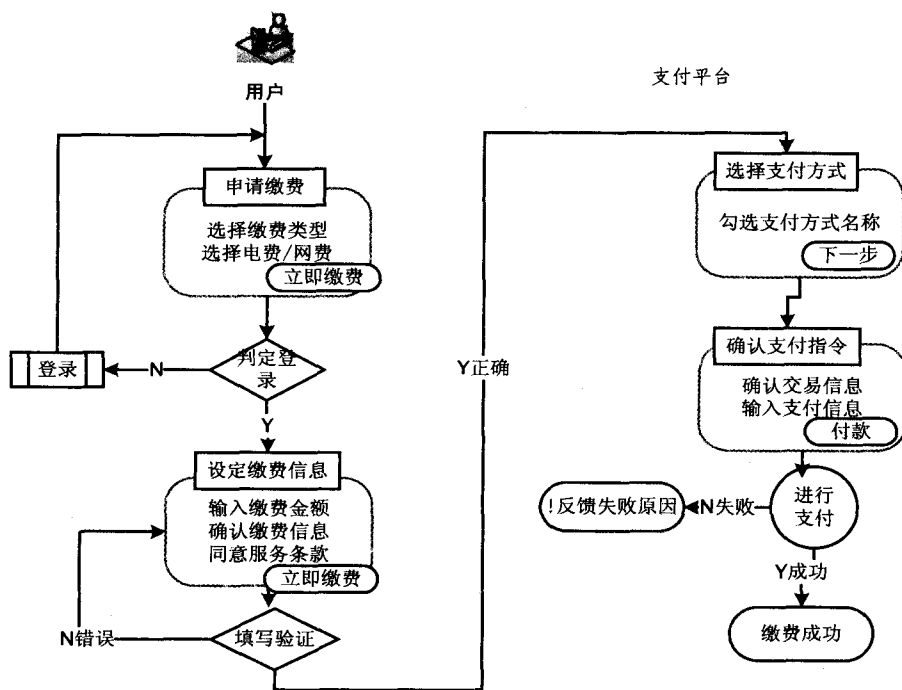 用户
申请缴费
选择缴费类型
选择电费/网费
立即缴费
判定登
录
N
登录
Y
设定缴费信息
输入缴费金额
确认缴费信息
同意服务条款
立即缴费
填写验证
N错误
Y正确
支付平台
选择支付方式
勾选支付方式名称
下一步
确认支付指令
确认交易信息
输入支付信息
付款
进行
支付
N失败
!反馈失败原因
Y成功
缴费成功